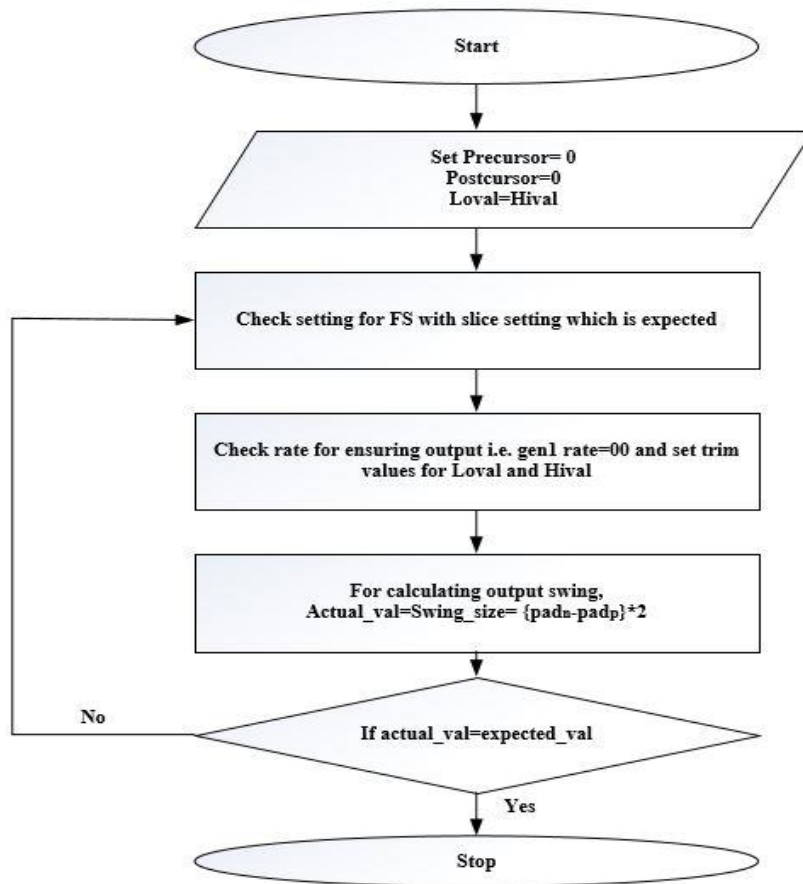 Start
Set Precursor= 0
Postcursor=0
Loval=Hival
Check setting for FS with slice setting which is expected
Check rate for ensuring output i.e. gen1 rate=00 and set trim
values for Loval and Hival
For calculating output swing,
Actual_val=Swing_size= {padn-padp}*2
If actual_val=expected_val
No
Yes
Stop